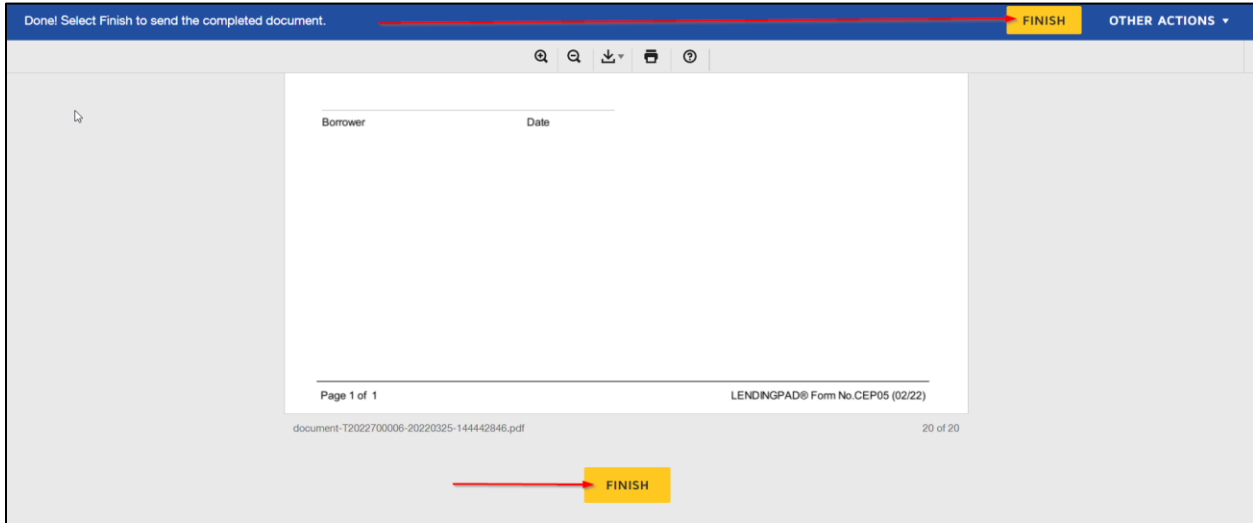 Done! Select Finish to send the completed document.
FINISH
OTHER ACTIONS
Borrower
Date
Page 1 of 1
LENDINGPAD® Form No.CEP05 (02/22)
document-T2022700006-20220325-144442846.pdf
20 of 20
FINISH